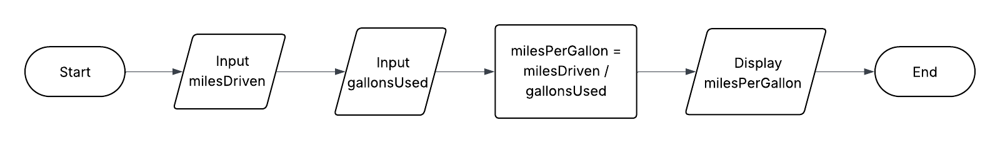 Start
Input
milesDriven
Input
gallonsUsed
milesPerGallon =
milesDriven /
gallonsUsed
Display
milesPerGallon
End